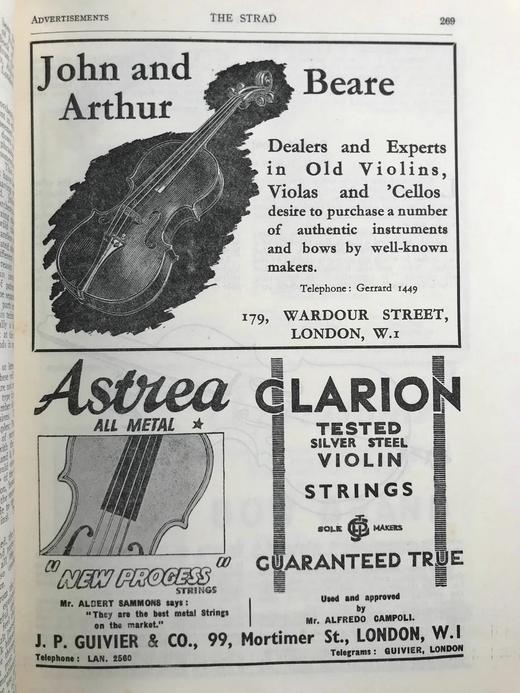 ADVERTISEMENTS THE STRAD 269
John and
Arthur
Beare
Dealers and Experts
in Old Violins,
Violas and 'Cellos
desire to purchase a number
of authentic instruments
and bows by well-known
makers.
Telephone: Gerrard 1449
179, WARDOUR STREET,
LONDON, W.1
Astrea
ALL METAL
"NEW PROCESS"
STRINGS
Mr. ALBERT SAMMONS says:
"They are the best metal Strings
on the market."
CLARION
TESTED
SILVER STEEL
VIOLIN
STRINGS
SOLE MAKERS
GUARANTEED TRUE
Used and approved
by
Mr. ALFREDO CAMPOLI.
J. P. GUIVIER & CO., 99, Mortimer St., LONDON, W.1
Telephone: LAN. 2560 Telegrams: GUIVIER, LONDON